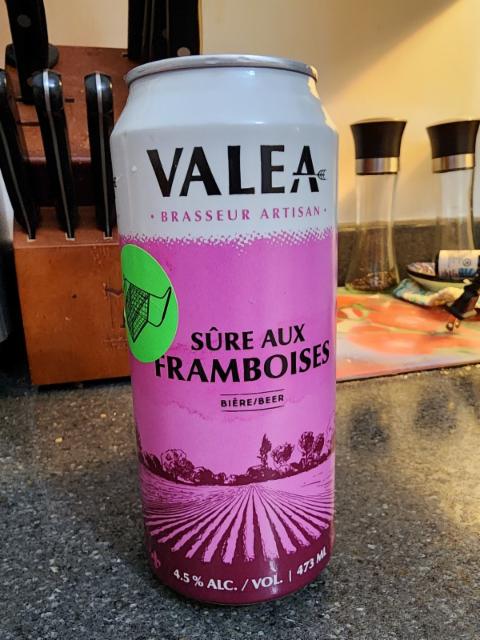 VALEA
• BRASSEUR ARTISAN •
SÛRE AUX
FRAMBOISES
BIÈRE/BEER
4.5 % ALC. / VOL. | 473 ML